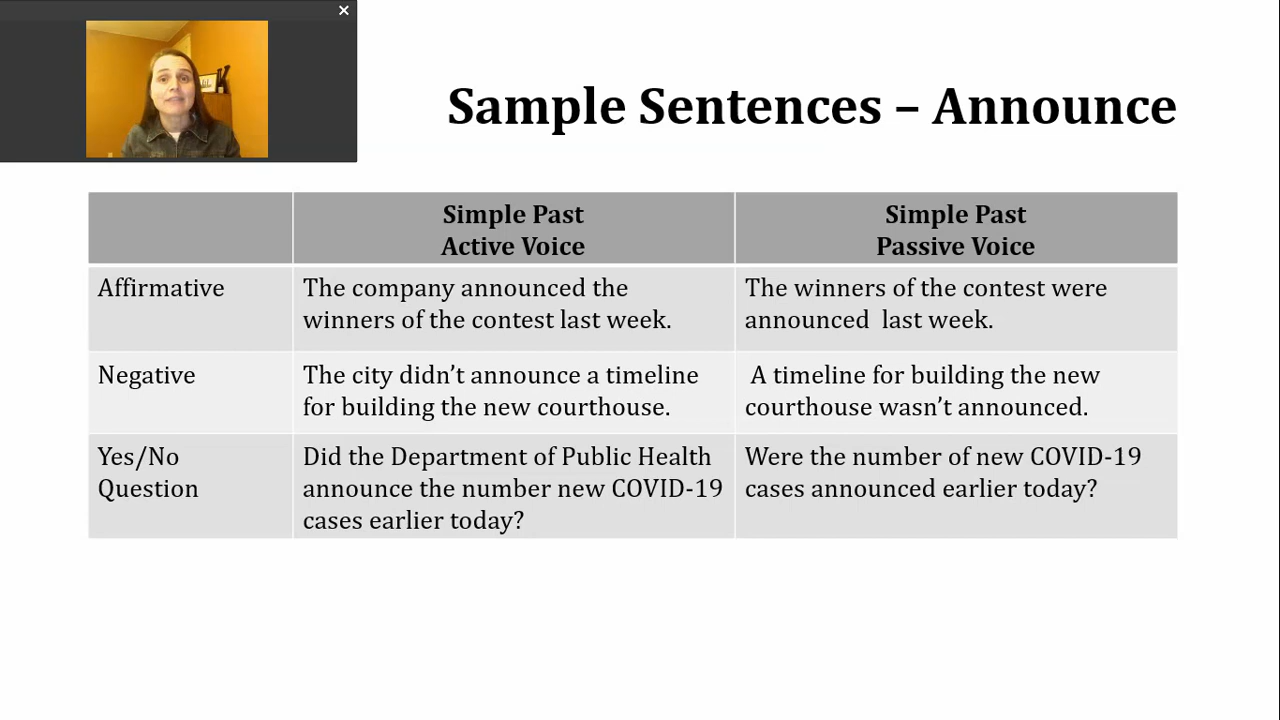 Sample Sentences – Announce
Simple Past
Active Voice
Simple Past
Passive Voice
Affirmative
The company announced the
winners of the contest last week.
The winners of the contest were
announced  last week.
Negative
The city didn’t announce a timeline
for building the new courthouse.
A timeline for building the new
courthouse wasn’t announced.
Yes/No
Question
Did the Department of Public Health
announce the number new COVID-19
cases earlier today?
Were the number of new COVID-19
cases announced earlier today?